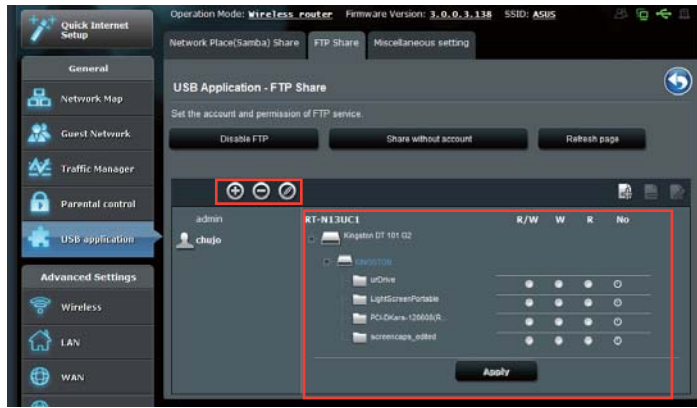 Operation Mode: Wireless router Firmware Version: 3.0.0.3.138 SSID: ASUS
Quick Internet
Setup
General
Network Map
Guest Network
Traffic Manager
Parental control
USB application
Advanced Settings
Wireless
LAN
WAN
Network Place(Samba) Share FTP Share Miscellaneous setting
USB Application - FTP Share
Set the account and permission of FTP service.
Disable FTP Share without account Refresh page
admin
chujo
RT-N13UC1 R/W W R No
Kingston DT 101 G2
KINGSTON
urDrive
LightScreenPortable
screencaps_edited
Apply